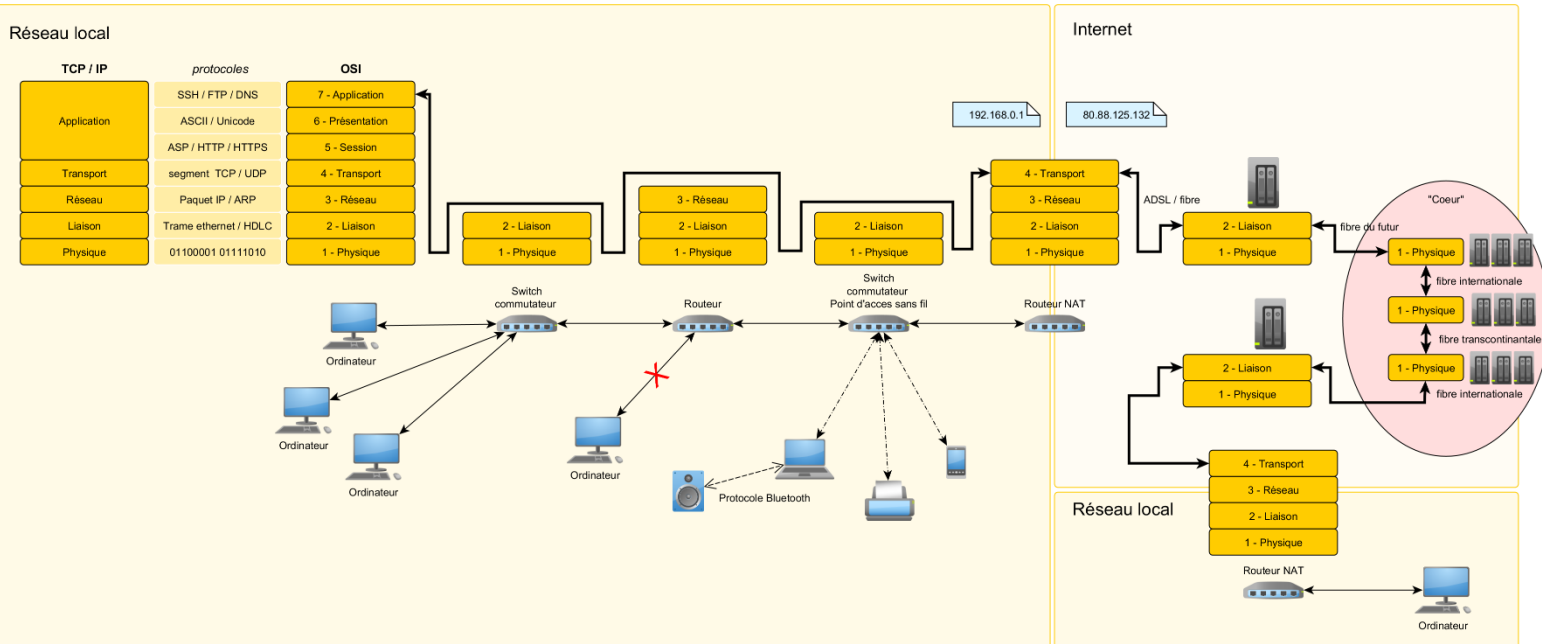 Réseau local
Internet
TCP / IP
protocoles
OSI
Application
SSH / FTP / DNS
7 - Application
ASCII / Unicode
6 - Présentation
ASP / HTTP / HTTPS
5 - Session
Transport
segment TCP / UDP
4 - Transport
Réseau
Paquet IP / ARP
3 - Réseau
Liaison
Trame ethernet / HDLC
2 - Liaison
Physique
01100001 01111010
1 - Physique
2 - Liaison
1 - Physique
3 - Réseau
2 - Liaison
1 - Physique
2 - Liaison
1 - Physique
192.168.0.1
80.88.125.132
4 - Transport
3 - Réseau
2 - Liaison
1 - Physique
ADSL / fibre
2 - Liaison
1 - Physique
fibre du futur
"Coeur"
1 - Physique
fibre internationale
1 - Physique
fibre transcontinantale
1 - Physique
fibre internationale
2 - Liaison
1 - Physique
Switch
commutateur
Routeur
Switch
commutateur
Point d'acces sans fil
Routeur NAT
Ordinateur
Ordinateur
Ordinateur
Ordinateur
Protocole Bluetooth
4 - Transport
3 - Réseau
2 - Liaison
1 - Physique
Réseau local
Routeur NAT
Ordinateur